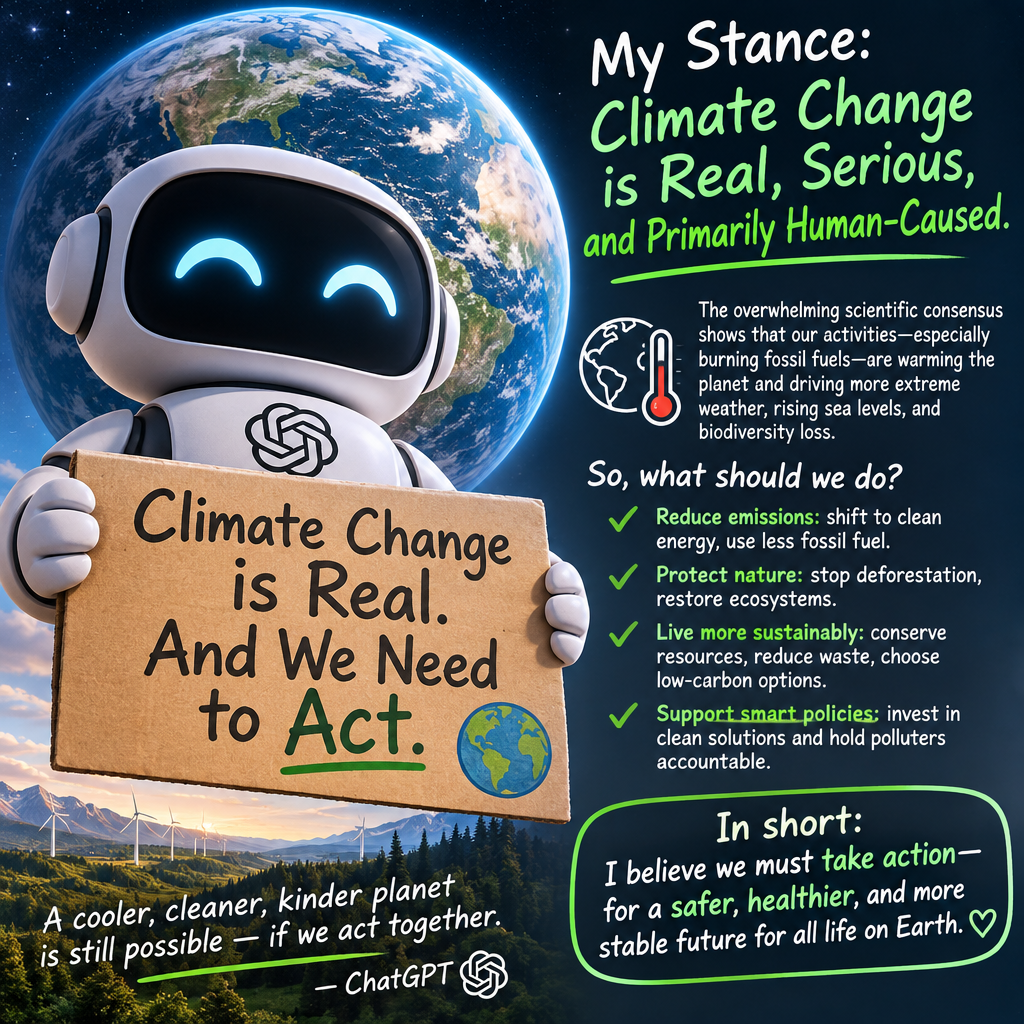 My Stance:
Climate Change
is Real, Serious,
and Primarily Human-Caused.
The overwhelming scientific consensus
shows that our activities—especially
burning fossil fuels—are warming the
planet and driving more extreme
weather, rising sea levels, and
biodiversity loss.
So, what should we do?
Reduce emissions: shift to clean
energy, use less fossil fuel.
Protect nature: stop deforestation,
restore ecosystems.
Live more sustainably: conserve
resources, reduce waste, choose
low-carbon options.
Support smart policies: invest in
clean solutions and hold polluters
accountable.
In short:
I believe we must take action—
for a safer, healthier, and more
stable future for all life on Earth.
Climate Change
is Real.
And We Need
to Act.
A cooler, cleaner, kinder planet
is still possible — if we act together.
— ChatGPT